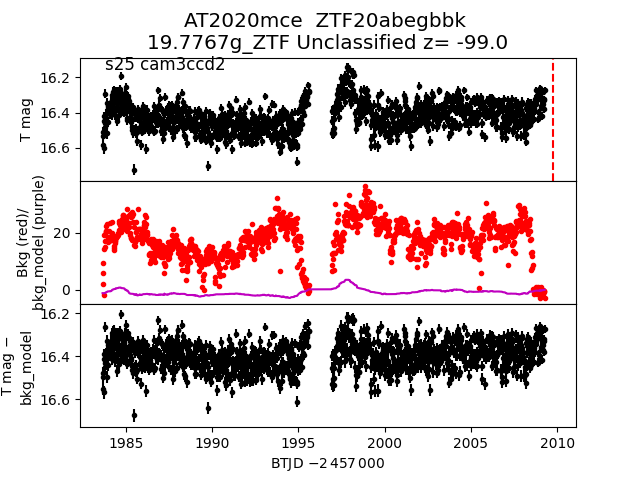 AT2020mce  ZTF20abegbbk
19.7767g_ZTF Unclassified z= -99.0
s25 cam3ccd2
16.2
16.4
16.6
T mag
20
0
Bkg (red)/
bkg_model (purple)
16.2
16.4
16.6
T mag −
bkg_model
1985 1990 1995 2000 2005 2010
BTJD −2 457 000